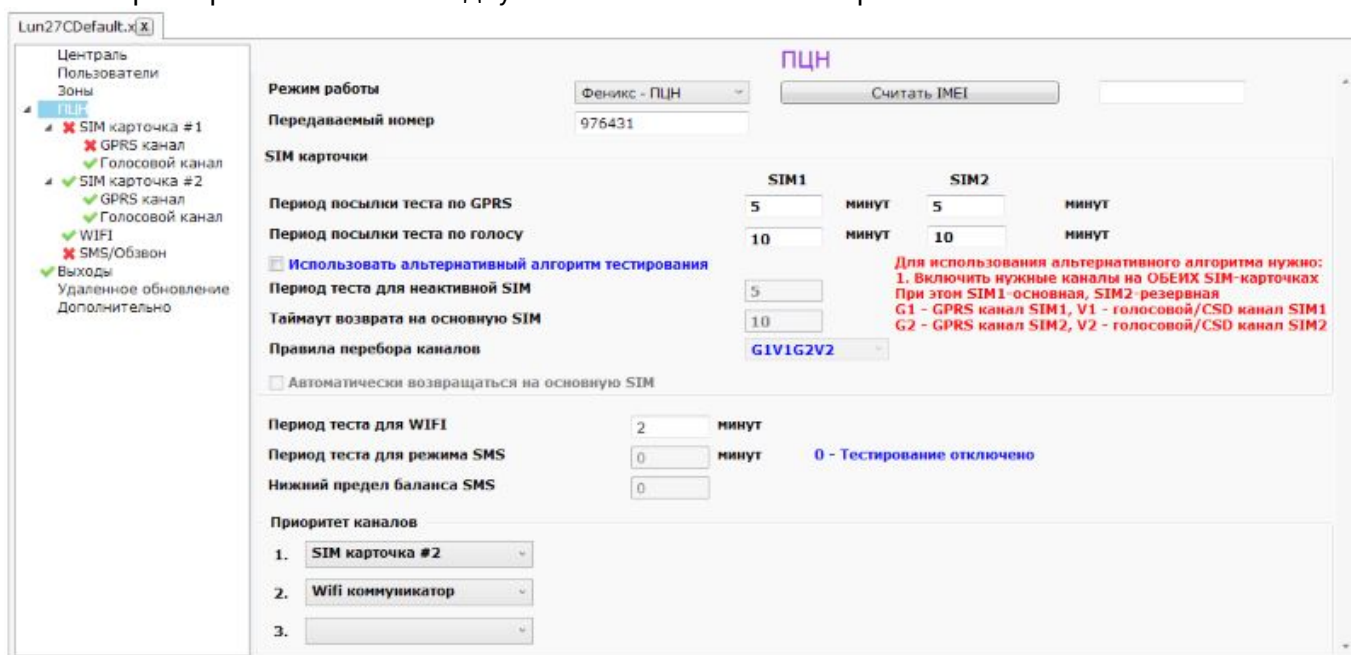 Lun27CDefault.x X
Централь
Пользователи
Зоны
ПЦН
SIM карточка #1
GPRS канал
Голосовой канал
SIM карточка #2
GPRS канал
Голосовой канал
WIFI
SMS/Обзвон
Выходы
Удаленное обновление
Дополнительно
ПЦН
Режим работы Феникс - ПЦН Считать IMEI
Передаваемый номер 976431
SIM карточки
SIM1 SIM2
Период посылки теста по GPRS 5 минут 5 минут
Период посылки теста по голосу 10 минут 10 минут
Использовать альтернативный алгоритм тестирования
Для использования альтернативного алгоритма нужно:
1. Включить нужные каналы на ОБЕИХ SIM-карточках
При этом SIM1-основная, SIM2-резервная
G1 - GPRS канал SIM1, V1 - голосовой/CSD канал SIM1
G2 - GPRS канал SIM2, V2 - голосовой/CSD канал SIM2
Период теста для неактивной SIM 5
Таймаут возврата на основную SIM 10
Правила перебора каналов G1V1G2V2
Автоматически возвращаться на основную SIM
Период теста для WIFI 2 минут
Период теста для режима SMS 0 минут 0 - Тестирование отключено
Нижний предел баланса SMS 0
Приоритет каналов
1. SIM карточка #2
2. Wifi коммуникатор
3.